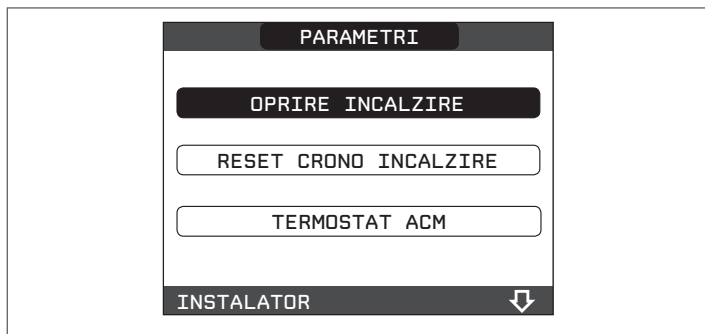 PARAMETRI
OPRIRE INCALZIRE
RESET CRONO INCALZIRE
TERMOSTAT ACM
INSTALATOR